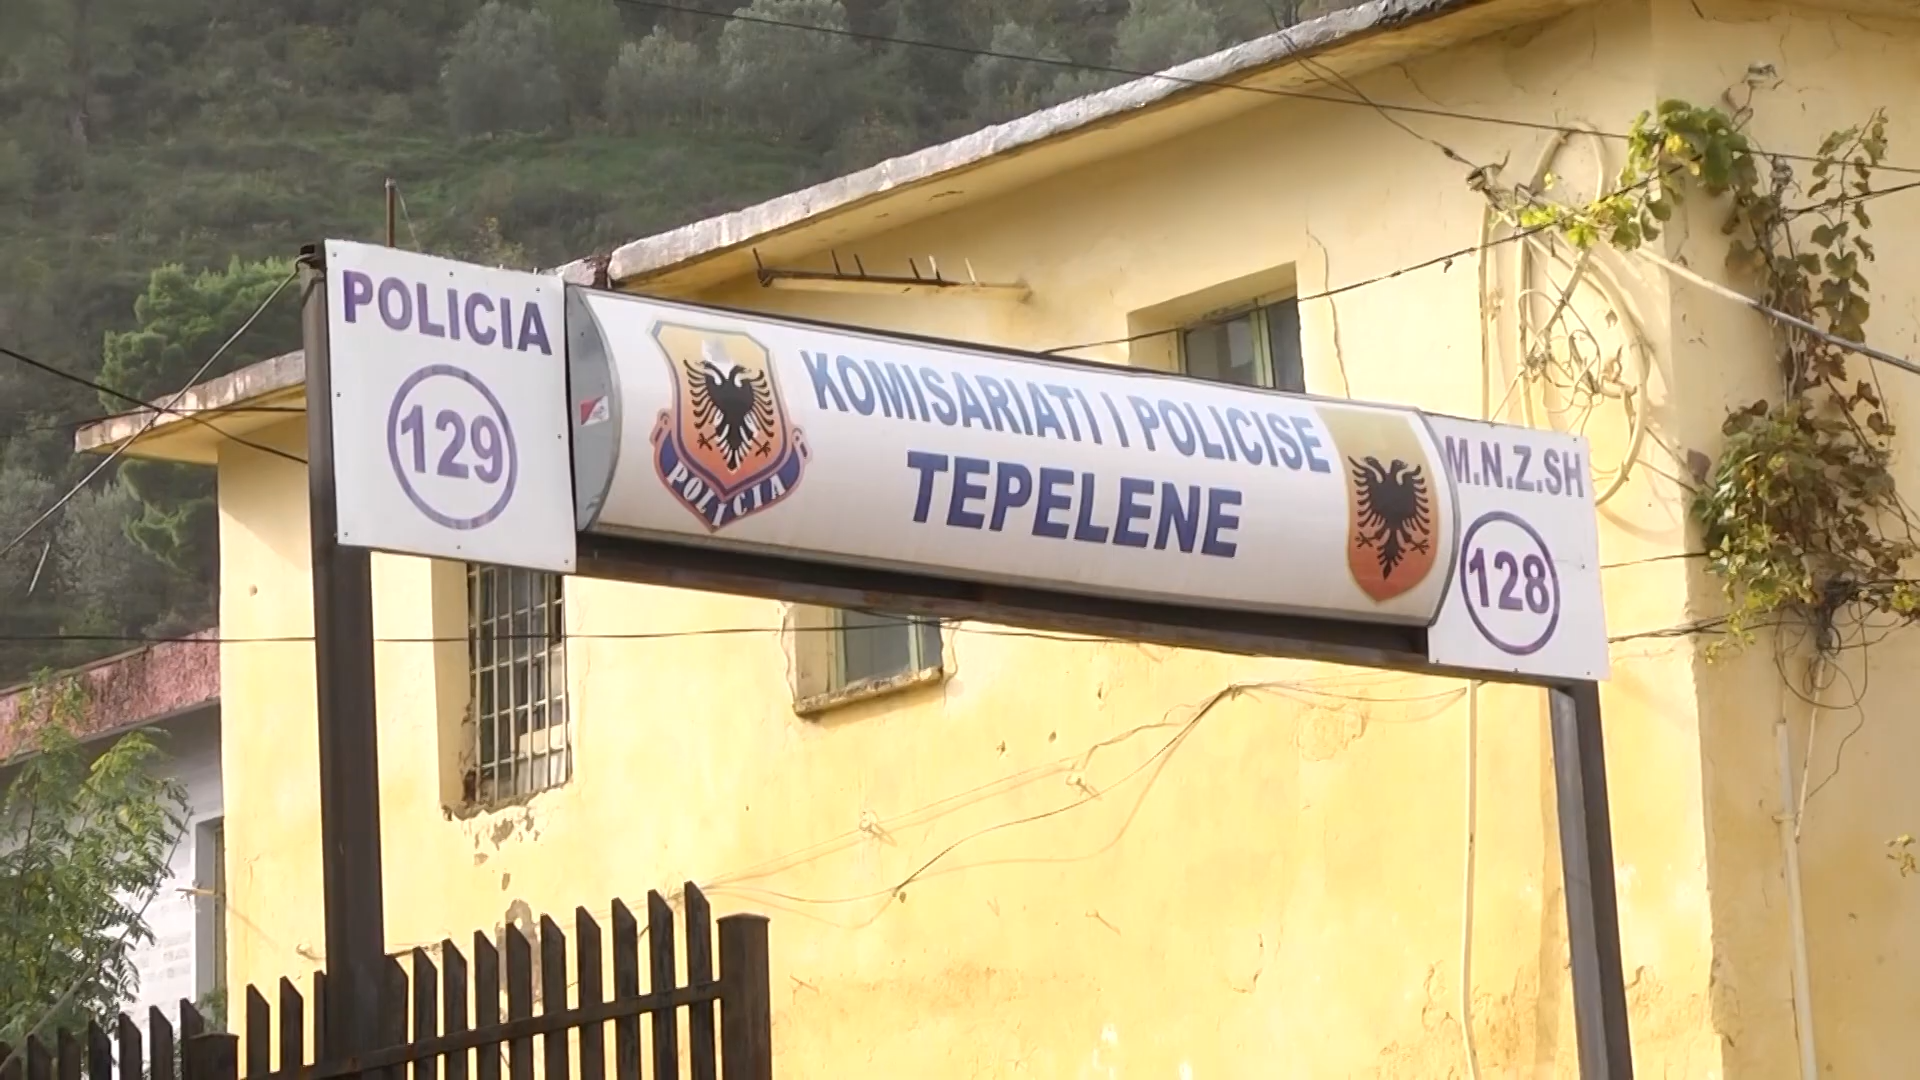 POLICIA
129
POLICIA
KOMISARIATI I POLICISE
TEPELENE
M.N.Z.SH
128